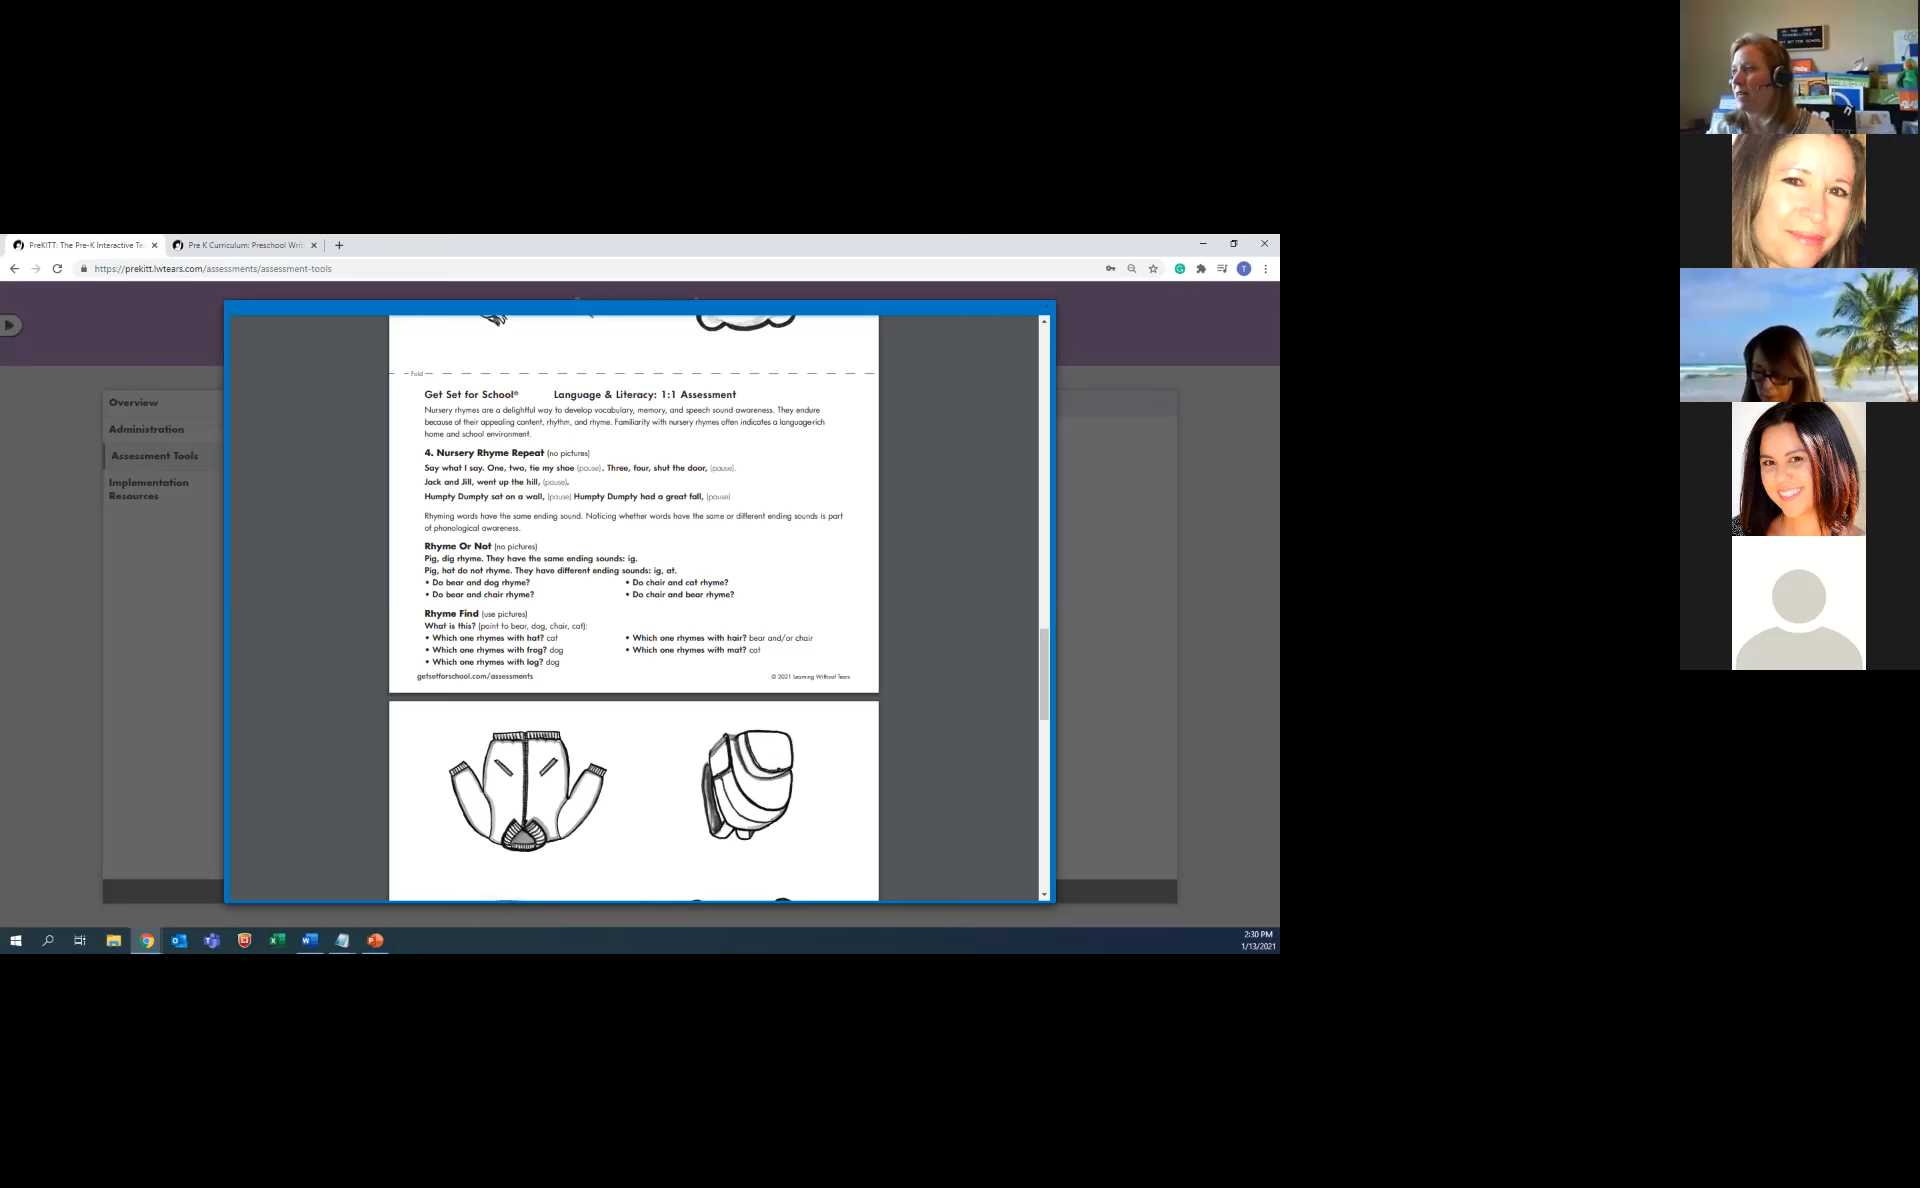 GET SET FOR SCHOOL
PreKITT: The Pre-K Interactive Te
Pre K Curriculum: Preschool Writ
https://prekitt.lwtears.com/assessments/assessment-tools
T
Overview
Administration
Assessment Tools
Implementation
Resources
Fold
Get Set for School® Language & Literacy: 1:1 Assessment
Nursery rhymes are a delightful way to develop vocabulary, memory, and speech sound awareness. They endure
because of their appealing content, rhythm, and rhyme. Familiarity with nursery rhymes often indicates a language-rich
home and school environment.
4. Nursery Rhyme Repeat (no pictures)
Say what I say. One, two, tie my shoe (pause). Three, four, shut the door, (pause).
Jack and Jill, went up the hill, (pause).
Humpty Dumpty sat on a wall, (pause) Humpty Dumpty had a great fall, (pause)
Rhyming words have the same ending sound. Noticing whether words have the same or different ending sounds is part
of phonological awareness.
Rhyme Or Not (no pictures)
Pig, dig rhyme. They have the same ending sounds: ig.
Pig, hat do not rhyme. They have different ending sounds: ig, at.
• Do bear and dog rhyme? • Do chair and cat rhyme?
• Do bear and chair rhyme? • Do chair and bear rhyme?
Rhyme Find (use pictures)
What is this? (point to bear, dog, chair, cat):
• Which one rhymes with hat? cat • Which one rhymes with hair? bear and/or chair
• Which one rhymes with frog? dog • Which one rhymes with mat? cat
• Which one rhymes with log? dog
getsetforschool.com/assessments © 2021 Learning Without Tears
2:30 PM
1/13/2021